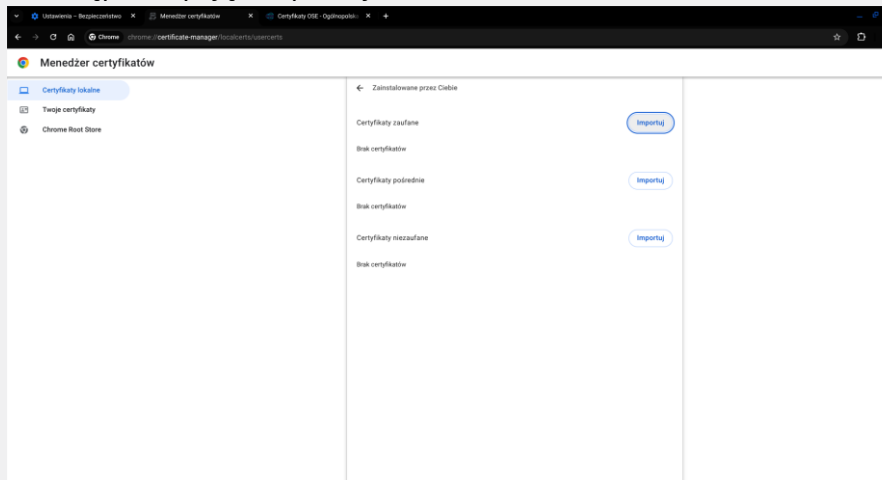 Ustawienia – Bezpieczeństwo
Menedżer certyfikatów
Certyfikaty OSE - Ogólnopolsk
Chrome
chrome://certificate-manager/localcerts/usercerts
Menedżer certyfikatów
Certyfikaty lokalne
Twoje certyfikaty
Chrome Root Store
Zainstalowane przez Ciebie
Certyfikaty zaufane
Importuj
Brak certyfikatów
Certyfikaty pośrednie
Importuj
Brak certyfikatów
Certyfikaty niezaufane
Importuj
Brak certyfikatów